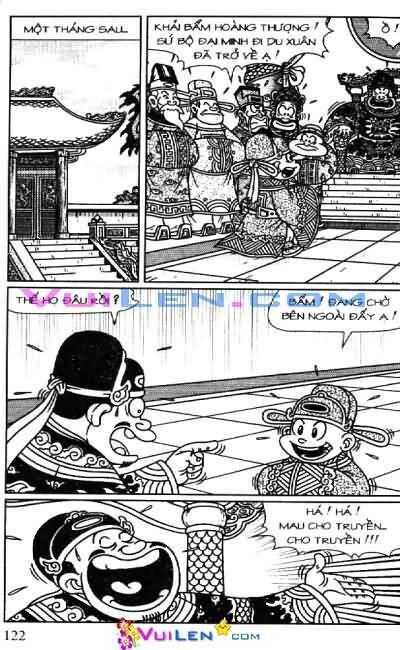 MỘT THÁNG SAU...
KHẢI BẨM HOÀNG THƯỢNG!
SỨ BỘ ĐẠI MINH ĐI DU XUÂN
ĐÃ TRỞ VỀ Ạ!
Ồ!
THẾ HỌ ĐÂU RỒI?
BẨM! ĐANG CHỜ
BÊN NGOÀI ĐẤY Ạ!
VUILEN.COM
HÁ! HÁ!
MAU CHO TRUYỀN...
CHO TRUYỀN!!!
122
VUILEN.COM